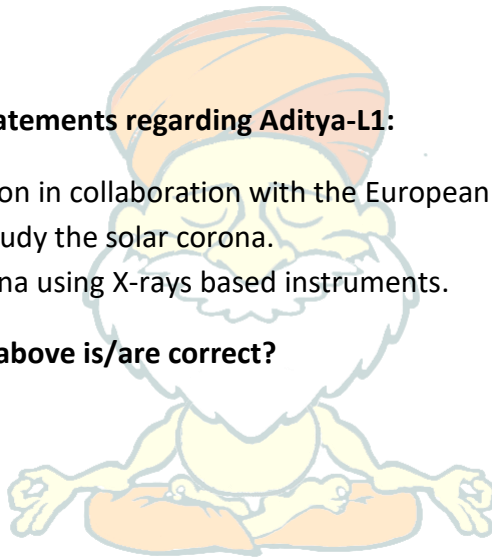 atements regarding Aditya-L1:
on in collaboration with the European
tudy the solar corona.
na using X-rays based instruments.
above is/are correct?